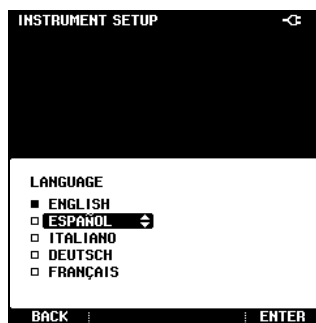 INSTRUMENT SETUP
LANGUAGE
ENGLISH
ESPAÑOL
ITALIANO
DEUTSCH
FRANÇAIS
BACK ENTER